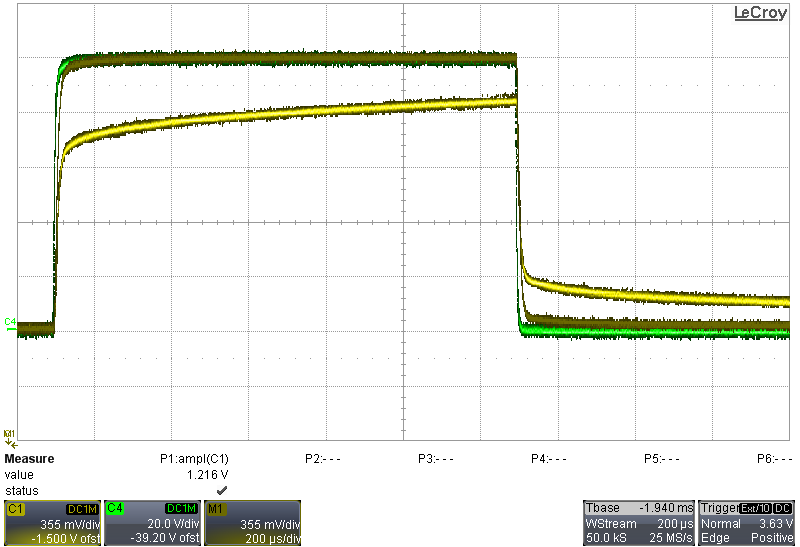 LeCroy
C4
M1
Measure P1:ampl(C1) P2:- - - P3:- - - P4:- - - P5:- - - P6:- - -
value 1.216 V
status ✓
C1 DC1M C4 DC1M M1 Tbase -1.940 ms Trigger Ext/10 DC
355 mV/div 20.0 V/div 355 mV/div WStream 200 µs Normal 3.63 V
-1.500 V ofst -39.20 V ofst 200 µs/div 50.0 kS 25 MS/s Edge Positive